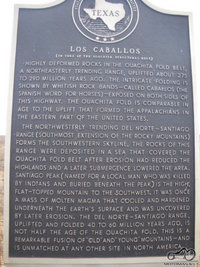 TEXAS
LOS CABALLOS
HIGHLY DEFORMED ROCKS IN THE OUACHITA FOLD BELT
A NORTHEASTERLY TRENDING RANGE, UPLIFTED ABOUT 275
TO 290 MILLION YEARS AGO. THE INTRICATE FOLDING IS
SHOWN BY WHITISH ROCK BANDS--CALLED CABALLOS (THE
SPANISH WORD FOR HORSES)--EXPOSED ON BOTH SIDES OF
THIS HIGHWAY. THE OUACHITA FOLD IS COMPARABLE IN
AGE TO THE UPLIFT THAT FORMED THE APPALACHIANS IN
THE EASTERN PART OF THE UNITED STATES.
THE NORTHWESTERLY TRENDING DEL NORTE-SANTIAGO
RANGE (SOUTHMOST EXTENSION OF THE ROCKY MOUNTAINS)
FORMS THE SOUTHWESTERN SKYLINE. THE ROCKS OF THIS
RANGE WERE DEPOSITED IN A SEA THAT COVERED THE
OUACHITA FOLD BELT AFTER EROSION HAD REDUCED THE
HIGHLANDS AND A LATER SUBMERGENCE LOWERED THE AREA.
SANTIAGO PEAK (NAMED FOR A LOCAL MAN WHO WAS KILLED
BY INDIANS AND BURIED BENEATH THE PEAK) IS THE HIGH,
FLAT-TOPPED MOUNTAIN TO THE SOUTHWEST. IT WAS ONCE
A MASS OF MOLTEN MAGMA THAT COOLED AND HARDENED
UNDERNEATH THE EARTH'S SURFACE AND WAS UNCOVERED
BY LATER EROSION. THE DEL NORTE-SANTIAGO RANGE,
UPLIFTED AND FOLDED 40 TO 60 MILLION YEARS AGO, IS
NOT HALF THE AGE OF THE OUACHITA FOLD. THIS IS A
REMARKABLE FUSION OF "OLD" AND "YOUNG" MOUNTAINS--AND
IS UNMATCHED AT ANY OTHER SITE IN NORTH AMERICA.